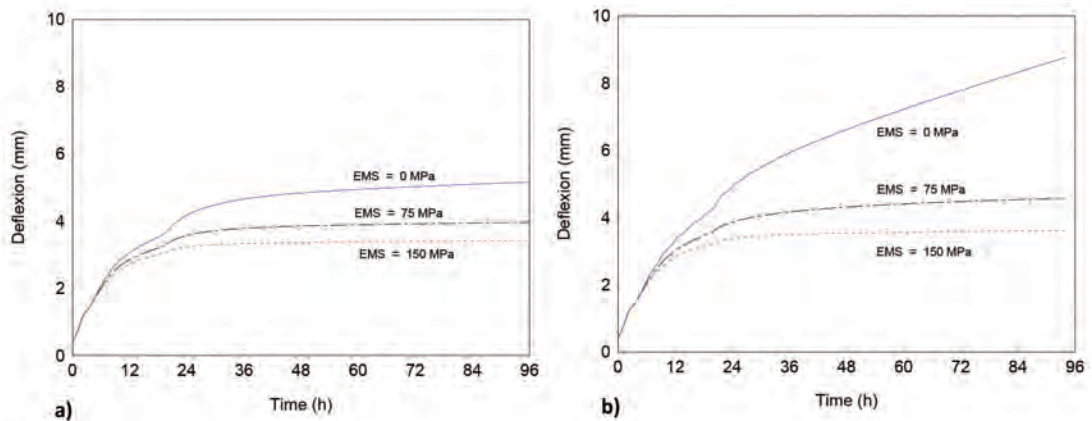 10
8
6
4
2
0
Deflexion (mm)
EMS = 0 MPa
EMS = 75 MPa
EMS = 150 MPa
0 12 24 36 48 60 72 84 96
Time (h)
a)
10
8
6
4
2
0
Deflexion (mm)
EMS = 0 MPa
EMS = 75 MPa
EMS = 150 MPa
0 12 24 36 48 60 72 84 96
Time (h)
b)